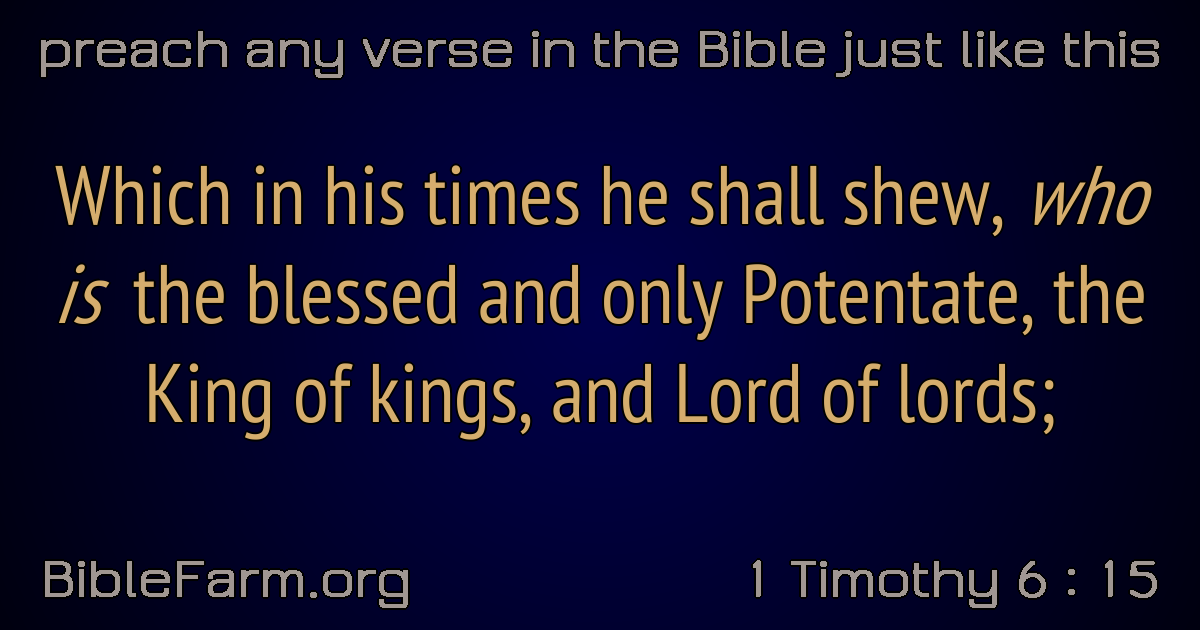 preach any verse in the Bible just like this
Which in his times he shall shew, who
is the blessed and only Potentate, the
King of kings, and Lord of lords;
BibleFarm.org
1 Timothy 6 : 15